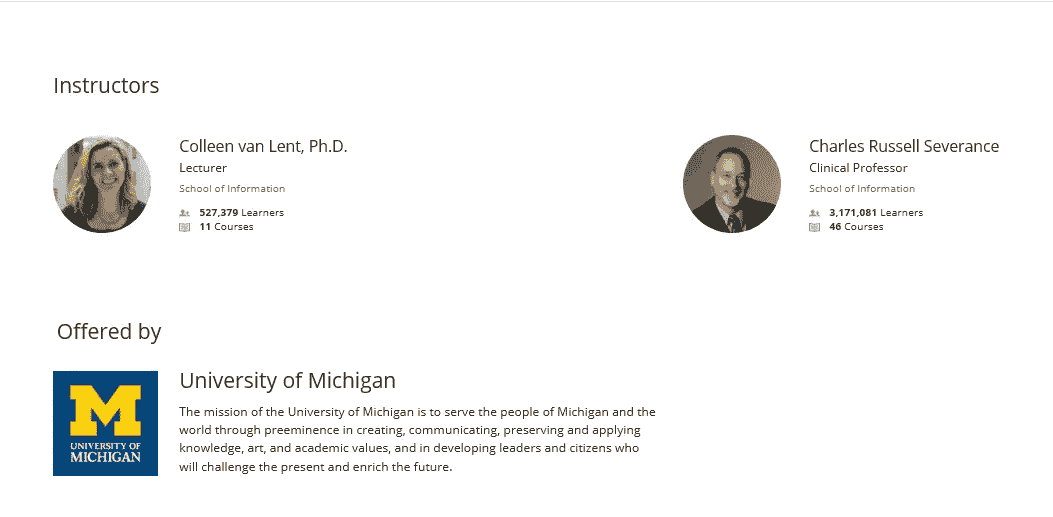 Instructors
Colleen van Lent, Ph.D.
Lecturer
School of Information
527,379 Learners
11 Courses
Charles Russell Severance
Clinical Professor
School of Information
3,171,081 Learners
46 Courses
Offered by
M
UNIVERSITY OF
MICHIGAN
University of Michigan
The mission of the University of Michigan is to serve the people of Michigan and the
world through preeminence in creating, communicating, preserving and applying
knowledge, art, and academic values, and in developing leaders and citizens who
will challenge the present and enrich the future.